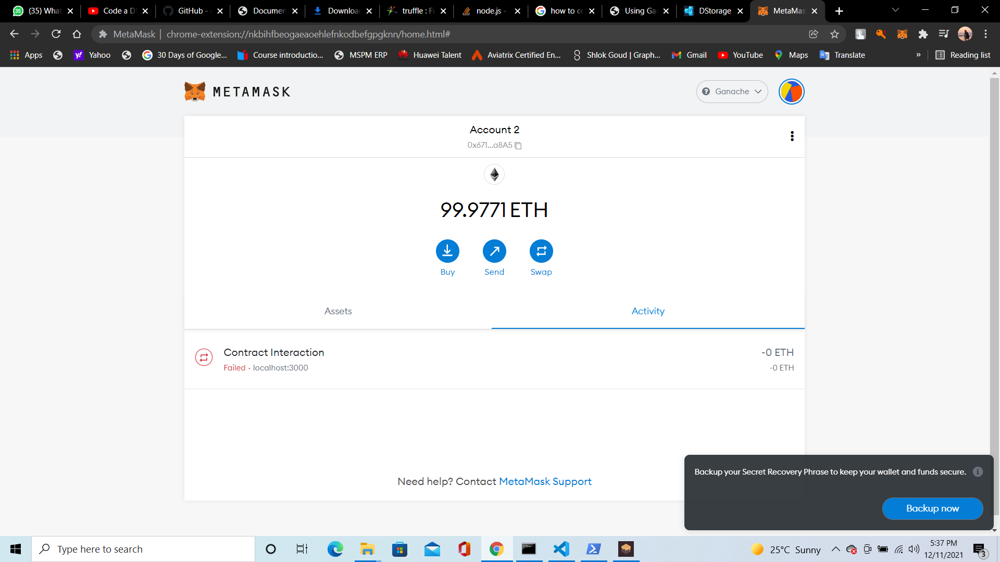 (35) What
Code a D
GitHub -
Documen
Downloa
truffle : Fi
node.js -
how to co
Using Ga
DStorage
MetaMas
MetaMask | chrome-extension://nkbihfbeogaeaoehlefnkodbefgpgknn/home.html#
Apps
Yahoo
30 Days of Google...
Course introductio...
MSPM ERP
Huawei Talent
Aviatrix Certified En...
Shlok Goud | Graph...
Gmail
YouTube
Maps
Translate
»
Reading list
METAMASK
Ganache
Account 2
0x671...a8A5
99.9771 ETH
Buy
Send
Swap
Assets
Activity
Contract Interaction
-0 ETH
Failed · localhost:3000
-0 ETH
Need help? Contact MetaMask Support
Backup your Secret Recovery Phrase to keep your wallet and funds secure.
Backup now
Type here to search
25°C Sunny
5:37 PM
12/11/2021
3